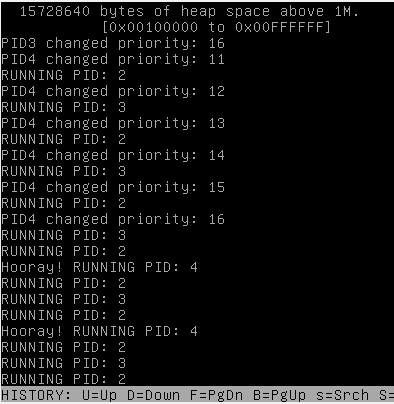 15728640 bytes of heap space above 1M.
[0x00100000 to 0x00FFFFFF]
PID3 changed priority: 16
PID4 changed priority: 11
RUNNING PID: 2
PID4 changed priority: 12
RUNNING PID: 3
PID4 changed priority: 13
RUNNING PID: 2
PID4 changed priority: 14
RUNNING PID: 3
PID4 changed priority: 15
RUNNING PID: 2
PID4 changed priority: 16
RUNNING PID: 3
RUNNING PID: 2
Hooray! RUNNING PID: 4
RUNNING PID: 2
RUNNING PID: 3
RUNNING PID: 2
Hooray! RUNNING PID: 4
RUNNING PID: 2
RUNNING PID: 3
RUNNING PID: 2
HISTORY: U=Up D=Down F=PgDn B=PgUp s=Srch S=